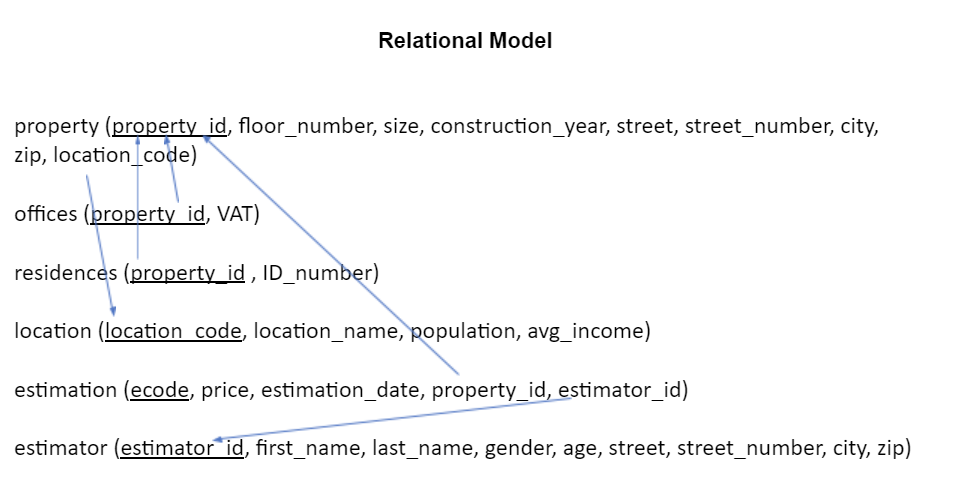 Relational Model
property (property_id, floor_number, size, construction_year, street, street_number, city,
zip, location_code)
offices (property_id, VAT)
residences (property_id , ID_number)
location (location_code, location_name, population, avg_income)
estimation (ecode, price, estimation_date, property_id, estimator_id)
estimator (estimator_id, first_name, last_name, gender, age, street, street_number, city, zip)